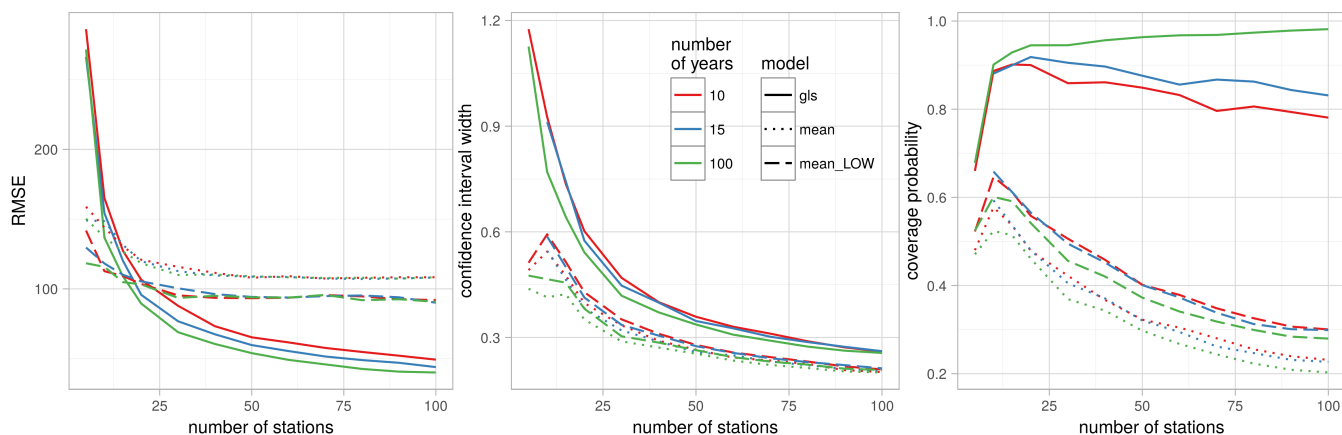 RMSE
200
100
25
50
75
100
number of stations
confidence interval width
1.2
0.9
0.6
0.3
number
of years
10
15
100
model
gls
mean
mean_LOW
25
50
75
100
number of stations
coverage probability
1.0
0.8
0.6
0.4
0.2
25
50
75
100
number of stations